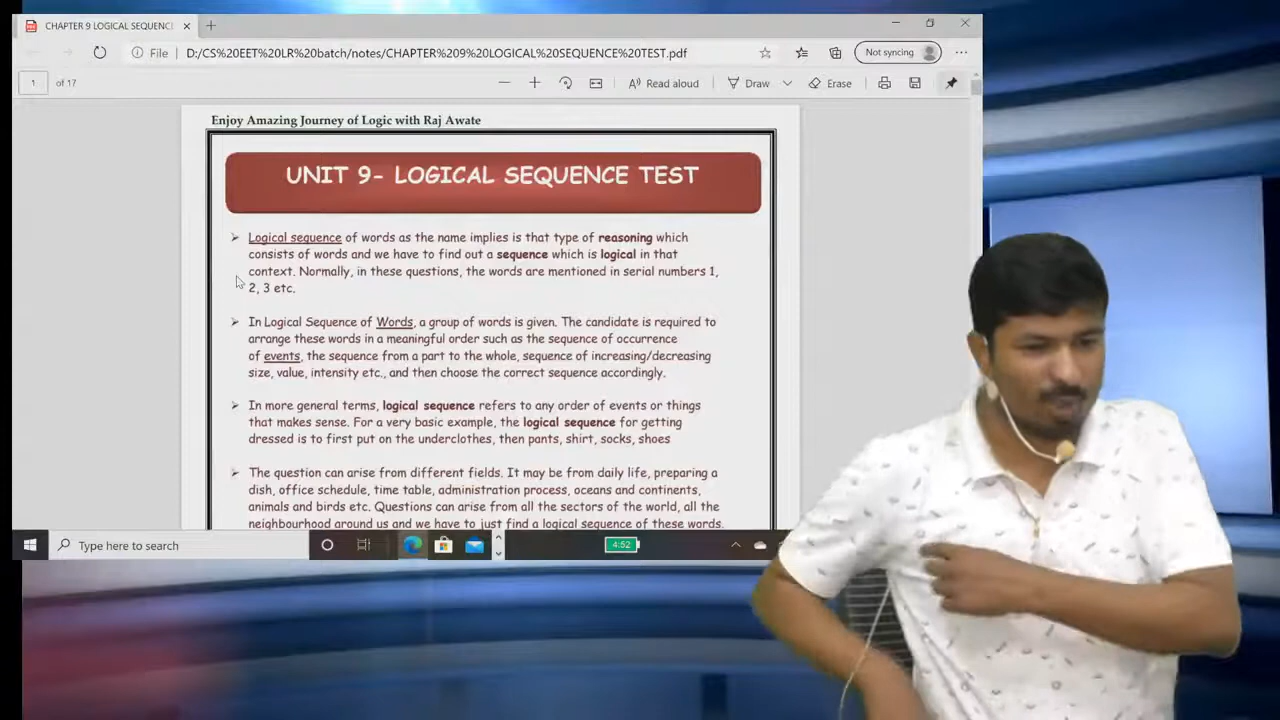 CHAPTER 9 LOGICAL SEQUENC
File
D:/CS%20EET%20LR%20batch/notes/CHAPTER%209%20LOGICAL%20SEQUENCE%20TEST.pdf
Not syncing
1 of 17
Read aloud
Draw
Erase
Enjoy Amazing Journey of Logic with Raj Awate
UNIT 9- LOGICAL SEQUENCE TEST
➢ Logical sequence of words as the name implies is that type of reasoning which
consists of words and we have to find out a sequence which is logical in that
context. Normally, in these questions, the words are mentioned in serial numbers 1,
2, 3 etc.
➢ In Logical Sequence of Words, a group of words is given. The candidate is required to
arrange these words in a meaningful order such as the sequence of occurrence
of events, the sequence from a part to the whole, sequence of increasing/decreasing
size, value, intensity etc., and then choose the correct sequence accordingly.
➢ In more general terms, logical sequence refers to any order of events or things
that makes sense. For a very basic example, the logical sequence for getting
dressed is to first put on the underclothes, then pants, shirt, socks, shoes
➢ The question can arise from different fields. It may be from daily life, preparing a
dish, office schedule, time table, administration process, oceans and continents,
animals and birds etc. Questions can arise from all the sectors of the world, all the
neighbourhood around us and we have to just find a logical sequence of these words.
Type here to search
4:52